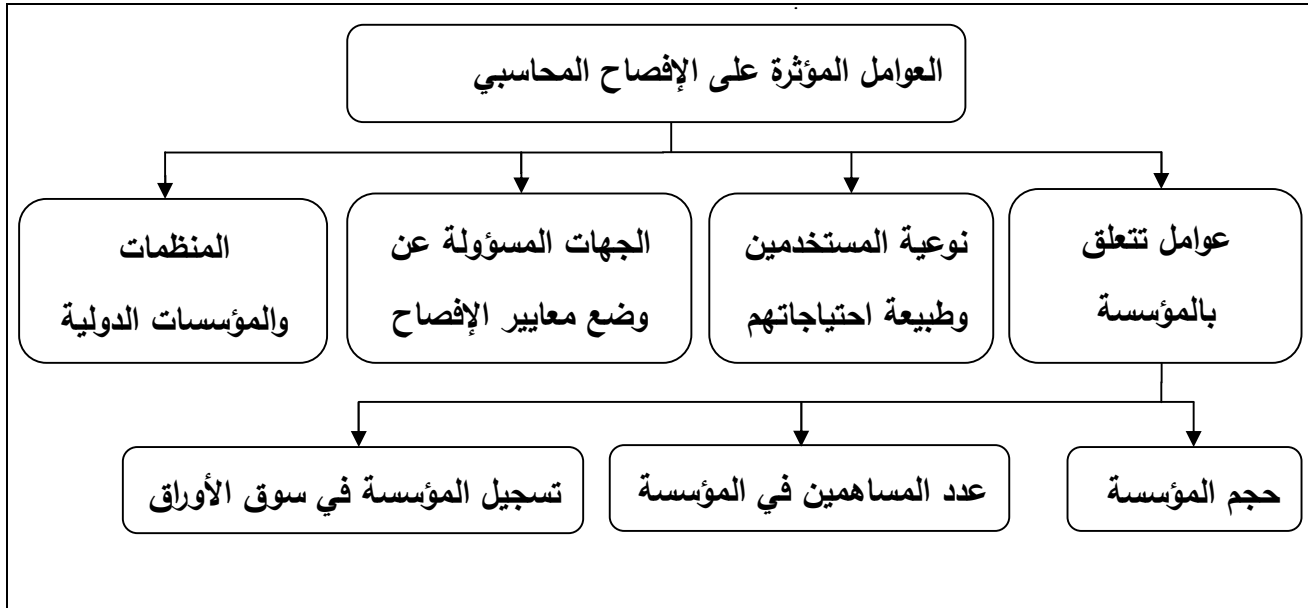 العوامل المؤثرة على الإفصاح المحاسبي
عوامل تتعلق
بالمؤسسة
نوعية المستخدمين
وطبيعة احتياجاتهم
الجهات المسؤولة عن
وضع معايير الإفصاح
المنظمات
والمؤسسات الدولية
حجم المؤسسة
عدد المساهمين في المؤسسة
تسجيل المؤسسة في سوق الأوراق